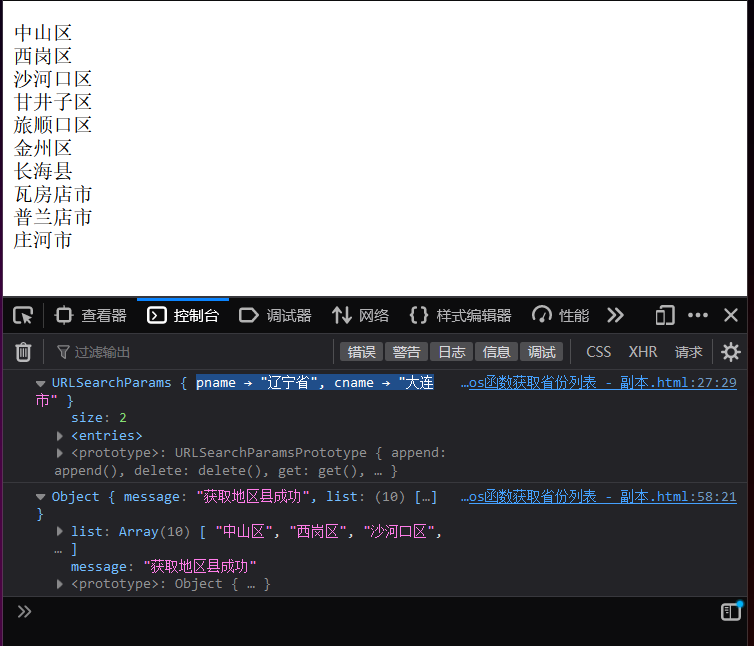 中山区
西岗区
沙河口区
甘井子区
旅顺口区
金州区
长海县
瓦房店市
普兰店市
庄河市
查看器 控制台 调试器 网络 样式编辑器 性能
过滤输出 错误 警告 日志 信息 调试 CSS XHR 请求
URLSearchParams { pname → "辽宁省", cname → "大连 …os函数获取省份列表 - 副本.html:27:29
市" }
size: 2
<entries>
<prototype>: URLSearchParamsPrototype { append:
append(), delete: delete(), get: get(), … }
Object { message: "获取地区县成功", list: (10) […] …os函数获取省份列表 - 副本.html:58:21
}
list: Array(10) [ "中山区", "西岗区", "沙河口区",
… ]
message: "获取地区县成功"
<prototype>: Object { … }